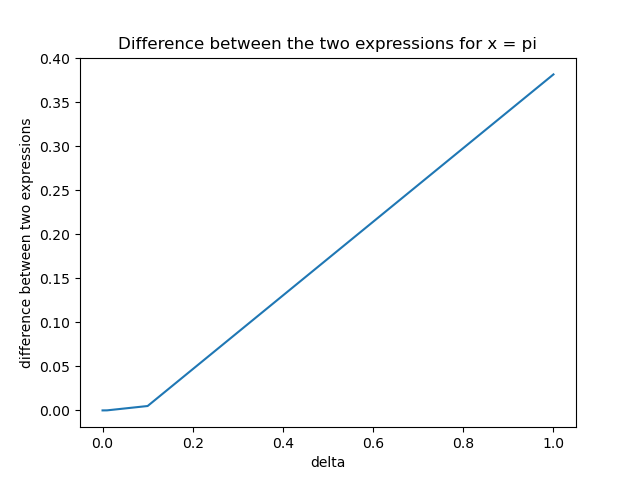 Difference between the two expressions for x = pi
0.40
0.35
0.30
0.25
0.20
0.15
0.10
0.05
0.00
difference between two expressions
0.0 0.2 0.4 0.6 0.8 1.0
delta